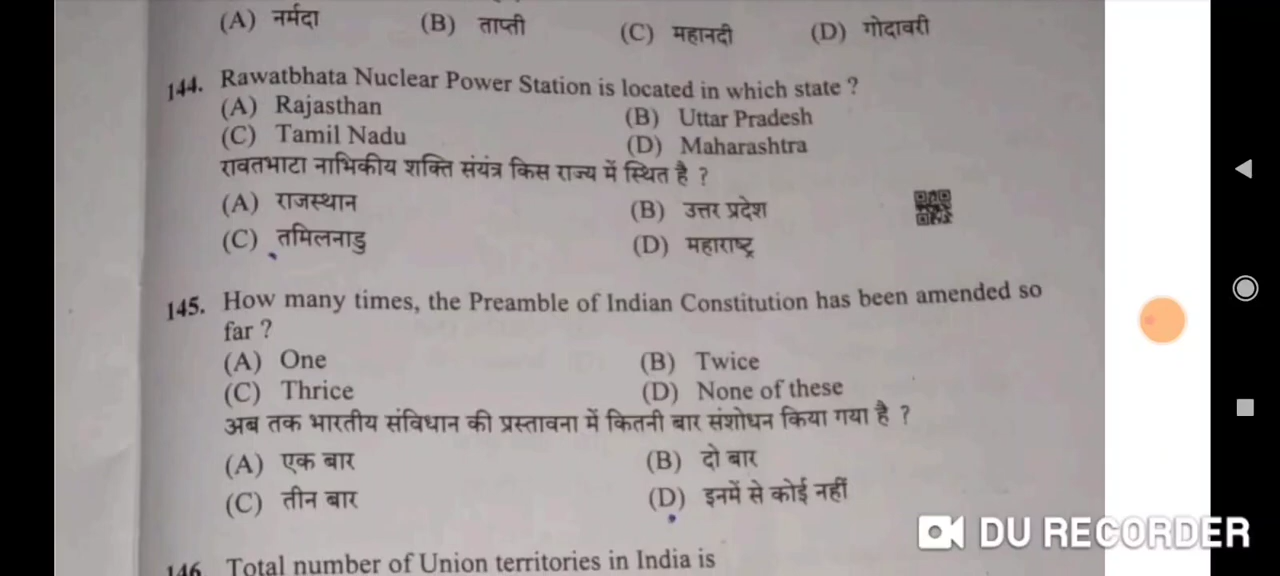 (A) नर्मदा (B) ताप्ती (C) महानदी (D) गोदावरी
144. Rawatbhata Nuclear Power Station is located in which state ?
(A) Rajasthan (B) Uttar Pradesh
(C) Tamil Nadu (D) Maharashtra
रावतभाटा नाभिकीय शक्ति संयंत्र किस राज्य में स्थित है ?
(A) राजस्थान (B) उत्तर प्रदेश
(C) तमिलनाडु (D) महाराष्ट्र
145. How many times, the Preamble of Indian Constitution has been amended so
far ?
(A) One (B) Twice
(C) Thrice (D) None of these
अब तक भारतीय संविधान की प्रस्तावना में कितनी बार संशोधन किया गया है ?
(A) एक बार (B) दो बार
(C) तीन बार (D) इनमें से कोई नहीं
146. Total number of Union territories in India is
DU RECORDER